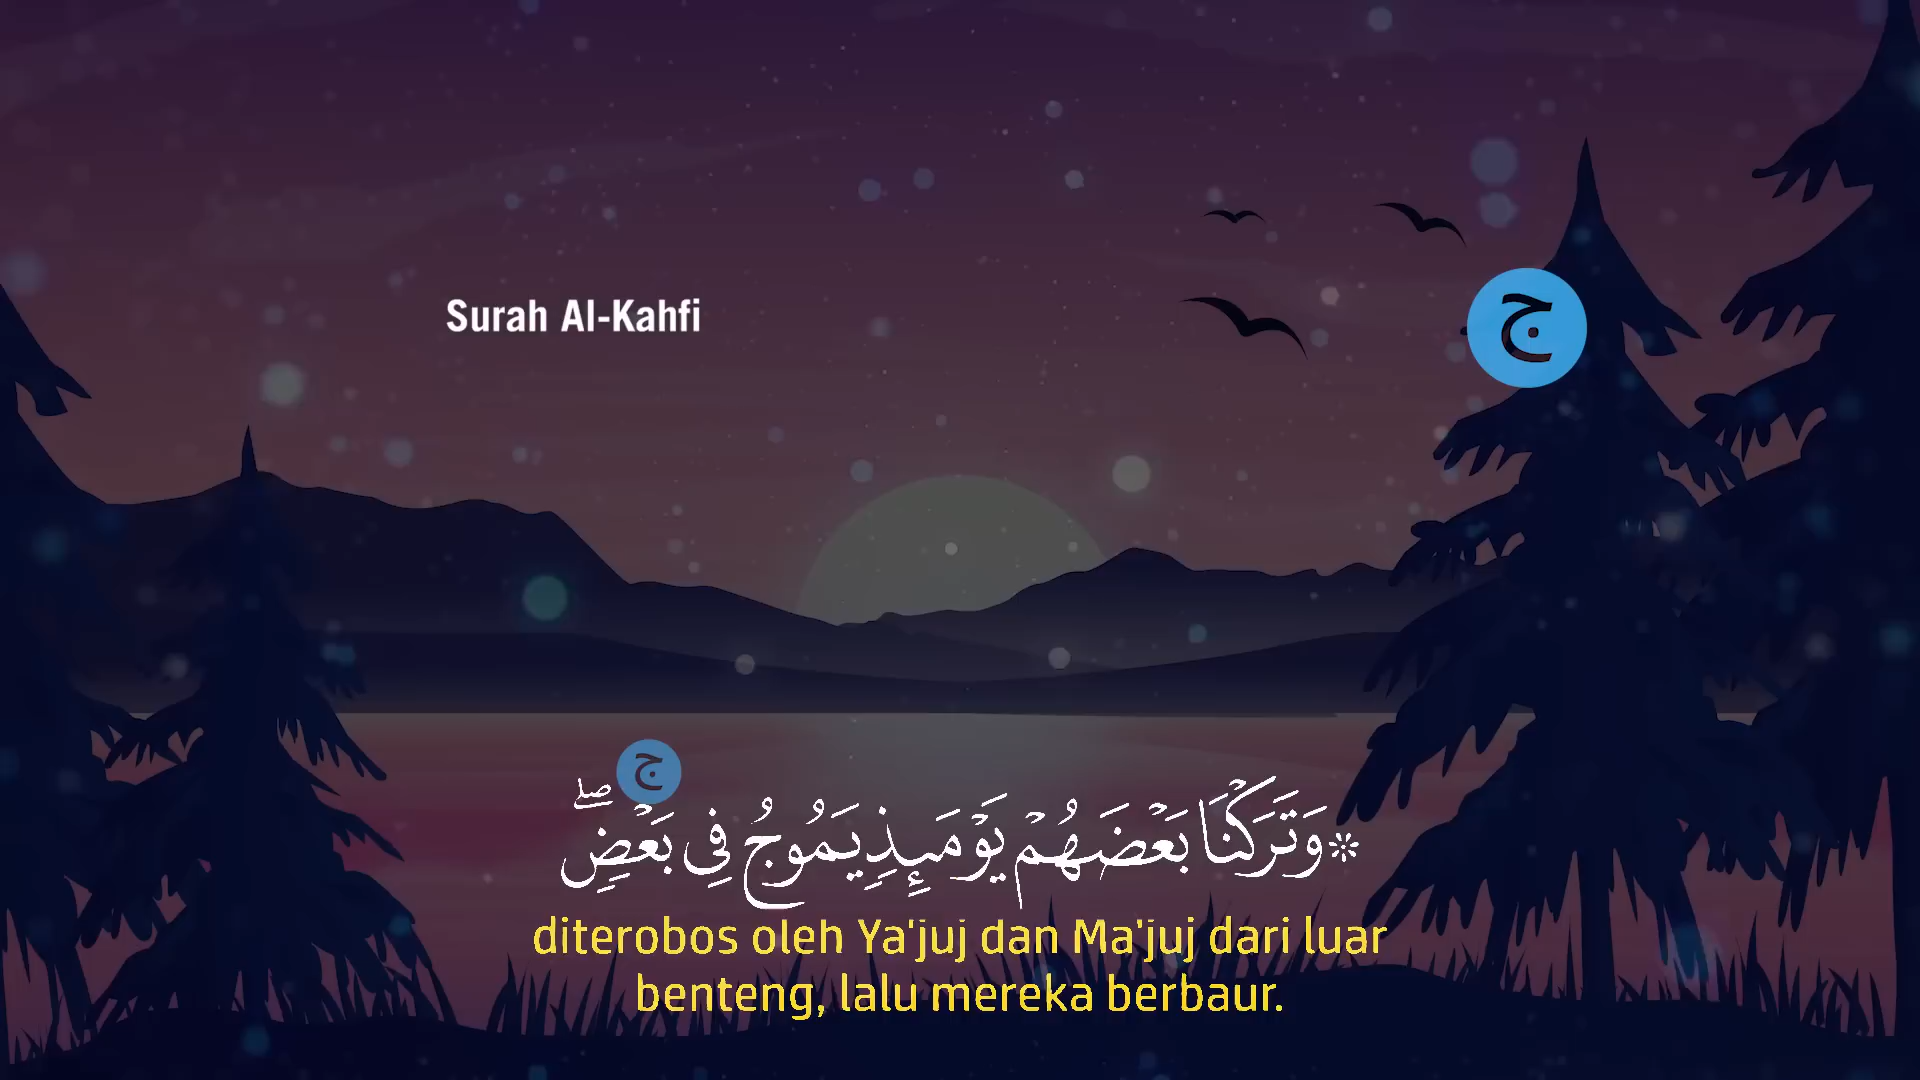 Surah Al-Kahfi
ج
ج
۞وَتَرَكْنَا بَعْضَهُمْ يَوْمَئِذٍ يَمُوجُ فِى بَعْضٍ ۖ
diterobos oleh Ya'juj dan Ma'juj dari luar
benteng, lalu mereka berbaur.